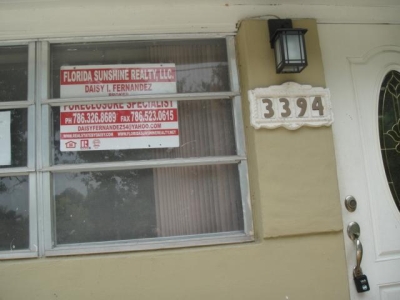 FLORIDA SUNSHINE REALTY, LLC.
DAISY L. FERNANDEZ
FORECLOSURE SPECIALIST
PH 786.326.8689 FAX 786.523.0615
DAISYFERNANDEZ54@YAHOO.COM
3394